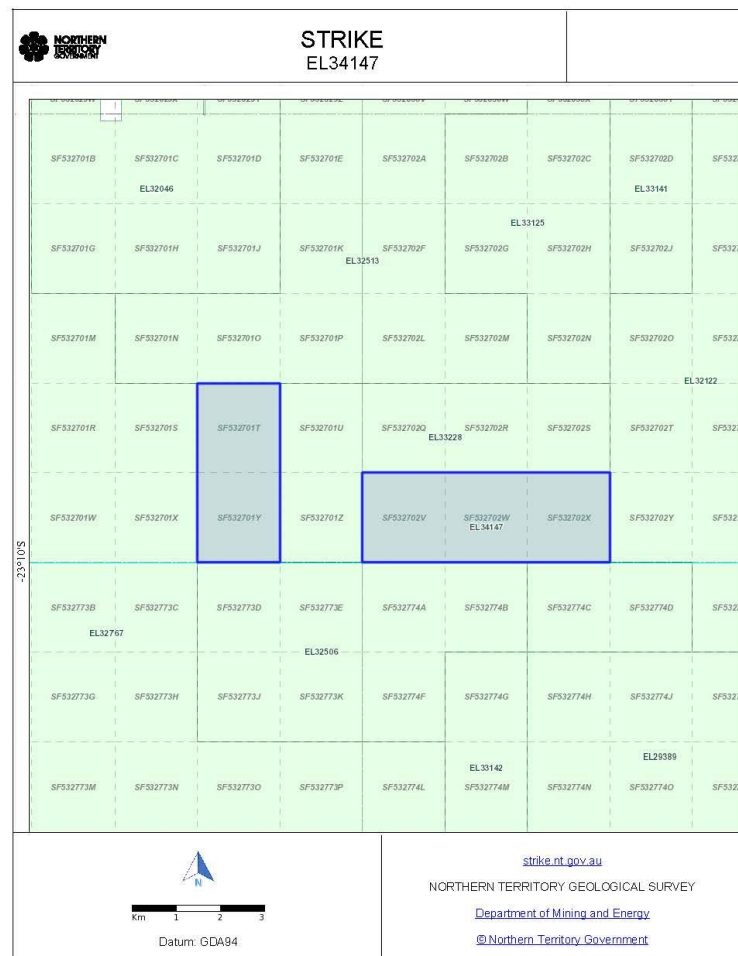 NORTHERN
TERRITORY
GOVERNMENT
STRIKE
EL34147
SF532701B SF532701C SF532701D SF532701E SF532702A SF532702B SF532702C SF532702D
EL32046 EL33141
EL33125
SF532701G SF532701H SF532701J SF532701K SF532702F SF532702G SF532702H SF532702J
EL32513
SF532701M SF532701N SF532701O SF532701P SF532702L SF532702M SF532702N SF532702O
EL32122
SF532701R SF532701S SF532701T SF532701U SF532702Q SF532702R SF532702S SF532702T
EL33228
SF532701W SF532701X SF532701Y SF532701Z SF532702V SF532702W SF532702X SF532702Y
EL34147
-23°10'S
SF532773B SF532773C SF532773D SF532773E SF532774A SF532774B SF532774C SF532774D
EL32767
EL32506
SF532773G SF532773H SF532773J SF532773K SF532774F SF532774G SF532774H SF532774J
EL33142 EL29389
SF532773M SF532773N SF532773O SF532773P SF532774L SF532774M SF532774N SF532774O
N
Km 1 2 3
Datum: GDA94
strike.nt.gov.au
NORTHERN TERRITORY GEOLOGICAL SURVEY
Department of Mining and Energy
© Northern Territory Government